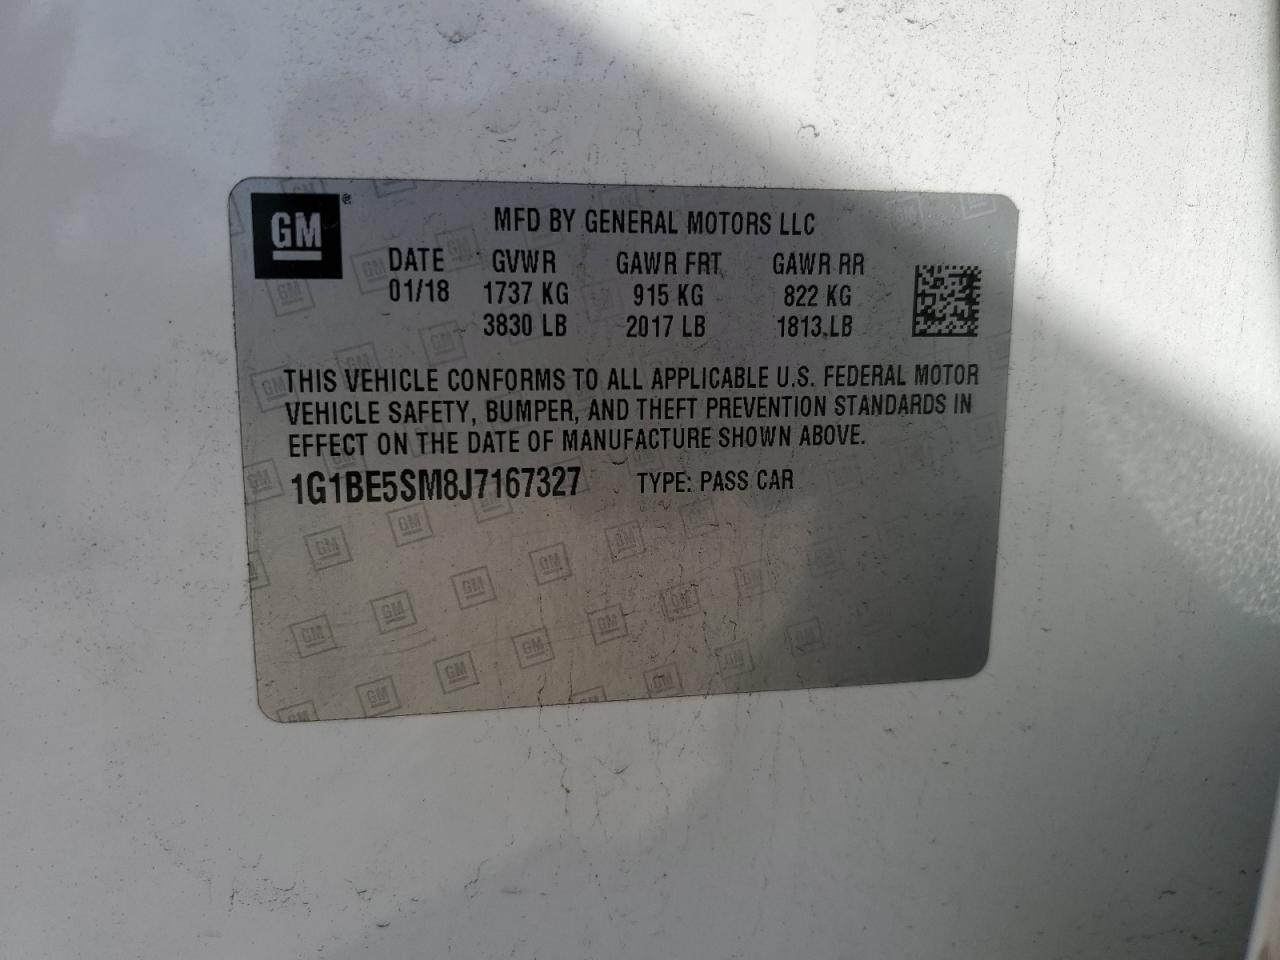 GM®
MFD BY GENERAL MOTORS LLC
DATE GVWR GAWR FRT GAWR RR
01/18 1737 KG 915 KG 822 KG
3830 LB 2017 LB 1813 LB
THIS VEHICLE CONFORMS TO ALL APPLICABLE U.S. FEDERAL MOTOR
VEHICLE SAFETY, BUMPER, AND THEFT PREVENTION STANDARDS IN
EFFECT ON THE DATE OF MANUFACTURE SHOWN ABOVE.
1G1BE5SM8J7167327 TYPE: PASS CAR